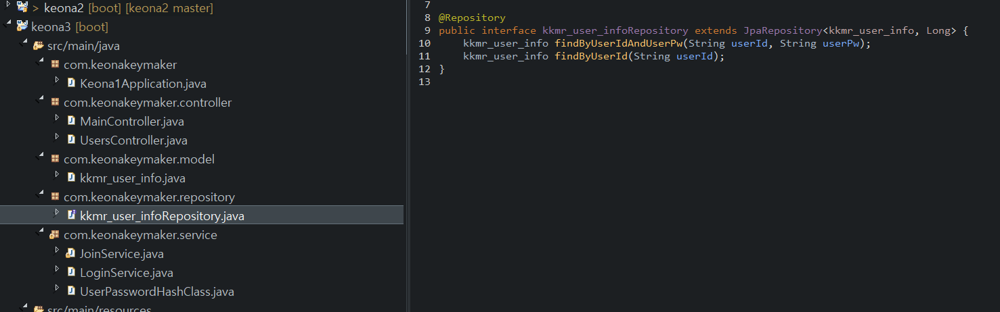 > keona2 [boot] [keona2 master]
keona3 [boot]
src/main/java
com.keonakeymaker
Keona1Application.java
com.keonakeymaker.controller
MainController.java
UsersController.java
com.keonakeymaker.model
kkmr_user_info.java
com.keonakeymaker.repository
kkmr_user_infoRepository.java
com.keonakeymaker.service
JoinService.java
LoginService.java
UserPasswordHashClass.java
src/main/resources
7
8 @Repository
9 public interface kkmr_user_infoRepository extends JpaRepository<kkmr_user_info, Long> {
10     kkmr_user_info findByUserIdAndUserPw(String userId, String userPw);
11     kkmr_user_info findByUserId(String userId);
12 }
13